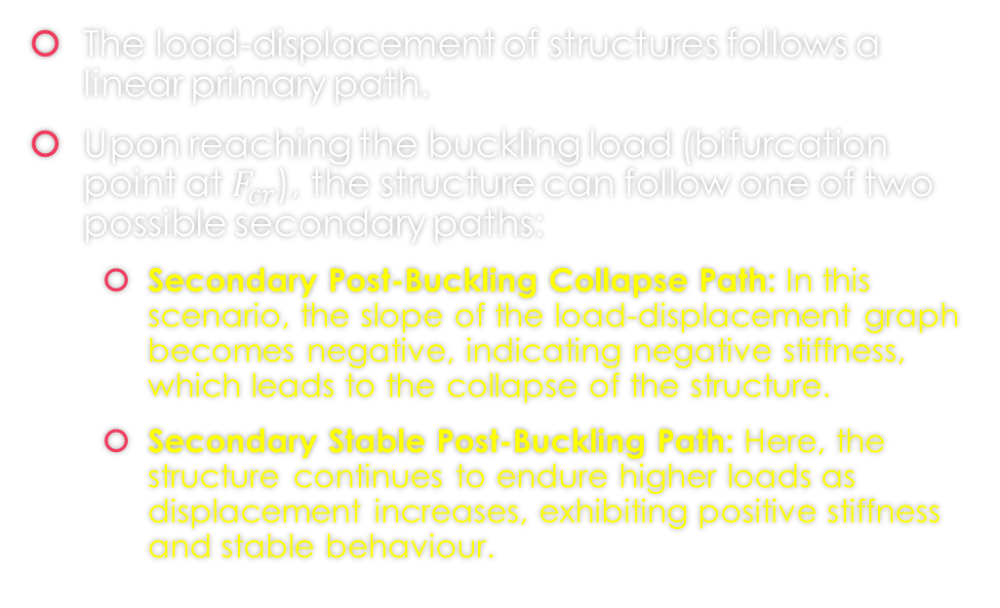 The load-displacement of structures follows a
linear primary path.
Upon reaching the buckling load (bifurcation
point at F_cr), the structure can follow one of two
possible secondary paths:
Secondary Post-Buckling Collapse Path: In this
scenario, the slope of the load-displacement graph
becomes negative, indicating negative stiffness,
which leads to the collapse of the structure.
Secondary Stable Post-Buckling Path: Here, the
structure continues to endure higher loads as
displacement increases, exhibiting positive stiffness
and stable behaviour.